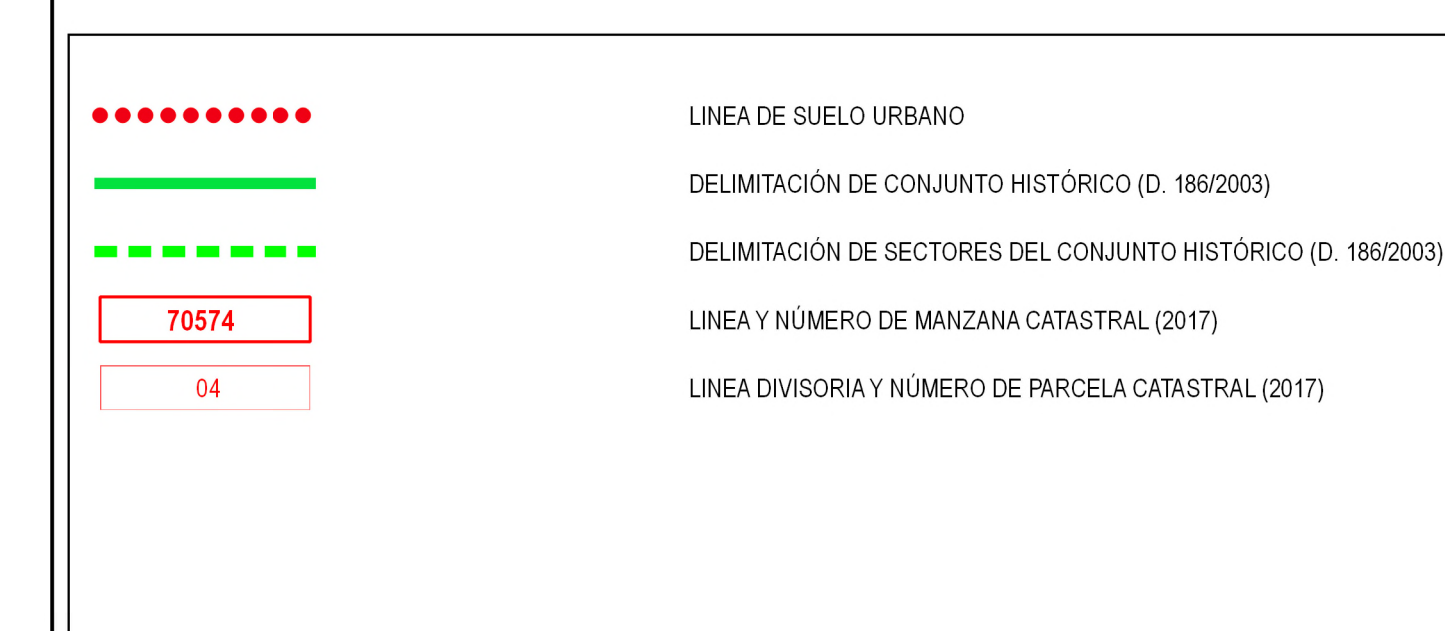 LINEA DE SUELO URBANO
DELIMITACIÓN DE CONJUNTO HISTÓRICO (D. 186/2003)
DELIMITACIÓN DE SECTORES DEL CONJUNTO HISTÓRICO (D. 186/2003)
70574 LINEA Y NÚMERO DE MANZANA CATASTRAL (2017)
04 LINEA DIVISORIA Y NÚMERO DE PARCELA CATASTRAL (2017)